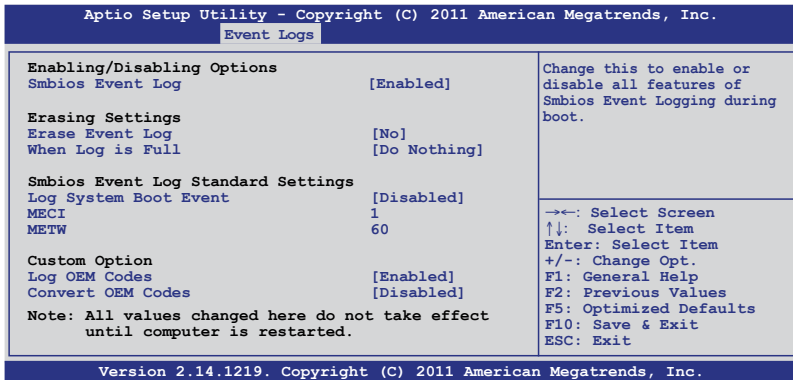 Aptio Setup Utility - Copyright (C) 2011 American Megatrends, Inc.
Event Logs
Enabling/Disabling Options
Smbios Event Log [Enabled]
Erasing Settings
Erase Event Log [No]
When Log is Full [Do Nothing]
Smbios Event Log Standard Settings
Log System Boot Event [Disabled]
MECI 1
METW 60
Custom Option
Log OEM Codes [Enabled]
Convert OEM Codes [Disabled]
Note: All values changed here do not take effect
until computer is restarted.
Change this to enable or
disable all features of
Smbios Event Logging during
boot.
→←: Select Screen
↑↓: Select Item
Enter: Select Item
+/-: Change Opt.
F1: General Help
F2: Previous Values
F5: Optimized Defaults
F10: Save & Exit
ESC: Exit
Version 2.14.1219. Copyright (C) 2011 American Megatrends, Inc.